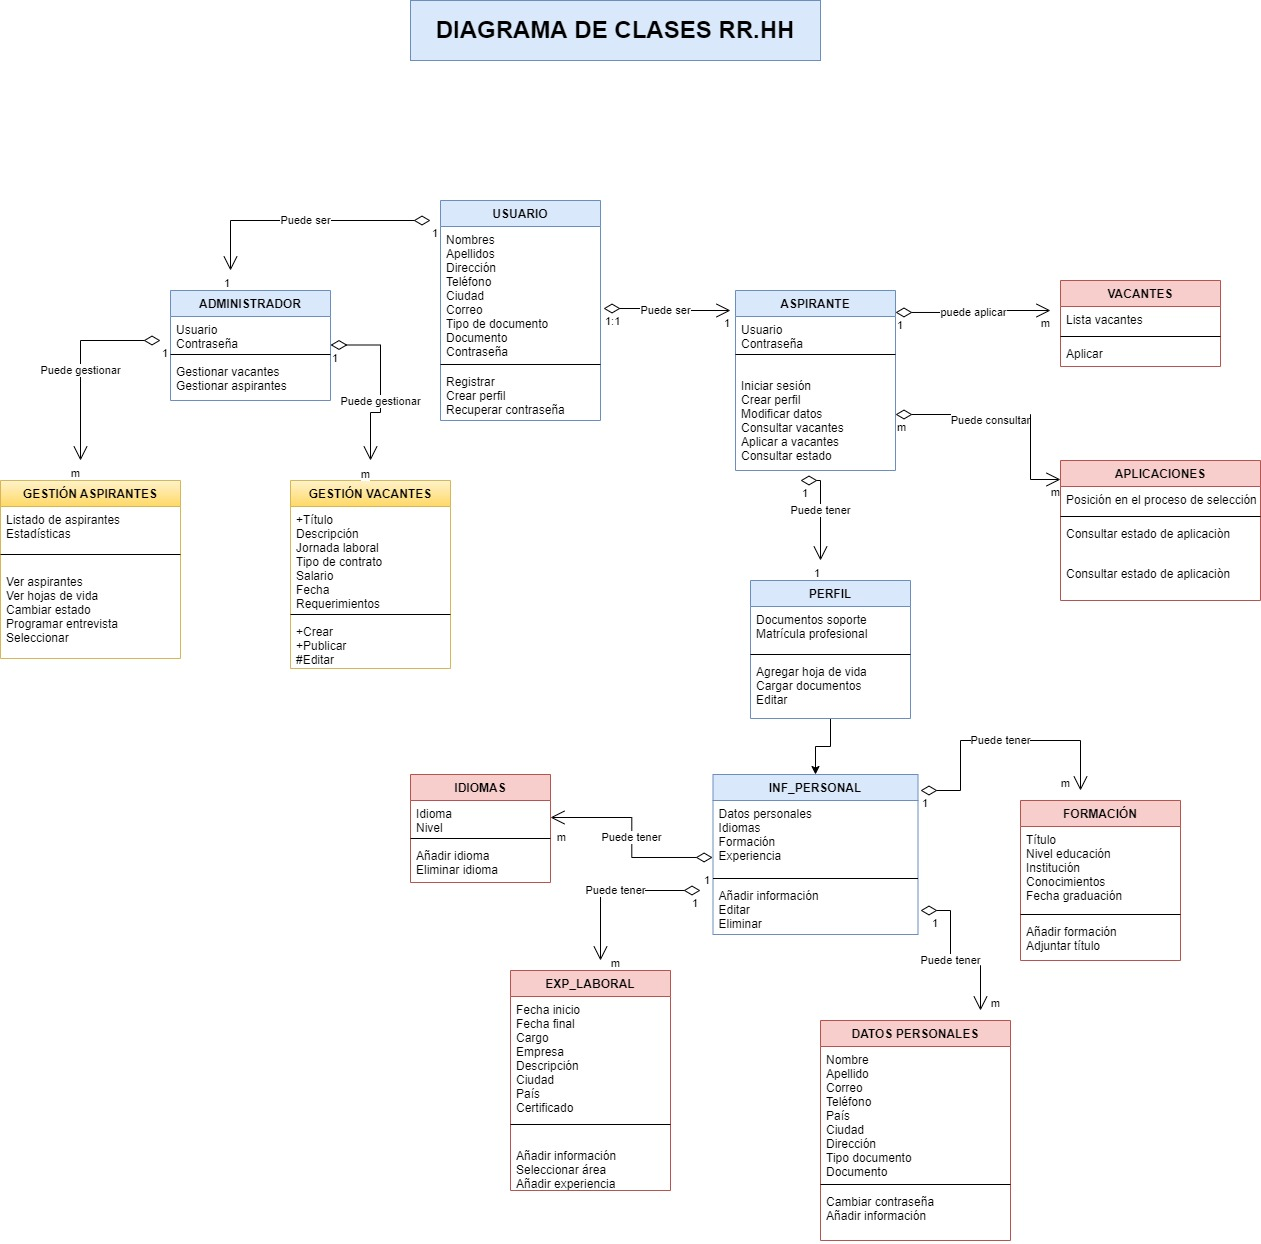 DIAGRAMA DE CLASES RR.HH
USUARIO
Nombres
Apellidos
Dirección
Teléfono
Ciudad
Correo
Tipo de documento
Documento
Contraseña
Registrar
Crear perfil
Recuperar contraseña
Puede ser
1
1
ADMINISTRADOR
Usuario
Contraseña
Gestionar vacantes
Gestionar aspirantes
1:1
Puede ser
1
ASPIRANTE
Usuario
Contraseña
Iniciar sesión
Crear perfil
Modificar datos
Consultar vacantes
Aplicar a vacantes
Consultar estado
1
puede aplicar
m
VACANTES
Lista vacantes
Aplicar
1
Puede gestionar
m
1
Puede gestionar
m
m
Puede consultar
m
APLICACIONES
Posición en el proceso de selección
Consultar estado de aplicaciòn
Consultar estado de aplicaciòn
GESTIÓN ASPIRANTES
Listado de aspirantes
Estadísticas
Ver aspirantes
Ver hojas de vida
Cambiar estado
Programar entrevista
Seleccionar
GESTIÓN VACANTES
+Título
Descripción
Jornada laboral
Tipo de contrato
Salario
Fecha
Requerimientos
+Crear
+Publicar
#Editar
1
Puede tener
1
PERFIL
Documentos soporte
Matrícula profesional
Agregar hoja de vida
Cargar documentos
Editar
INF_PERSONAL
Datos personales
Idiomas
Formación
Experiencia
Añadir información
Editar
Eliminar
1
Puede tener
m
FORMACIÓN
Título
Nivel educación
Institución
Conocimientos
Fecha graduación
Añadir formación
Adjuntar título
IDIOMAS
Idioma
Nivel
Añadir idioma
Eliminar idioma
m
Puede tener
1
Puede tener
1
m
EXP_LABORAL
Fecha inicio
Fecha final
Cargo
Empresa
Descripción
Ciudad
País
Certificado
Añadir información
Seleccionar área
Añadir experiencia
1
Puede tener
m
DATOS PERSONALES
Nombre
Apellido
Correo
Teléfono
País
Ciudad
Dirección
Tipo documento
Documento
Cambiar contraseña
Añadir información